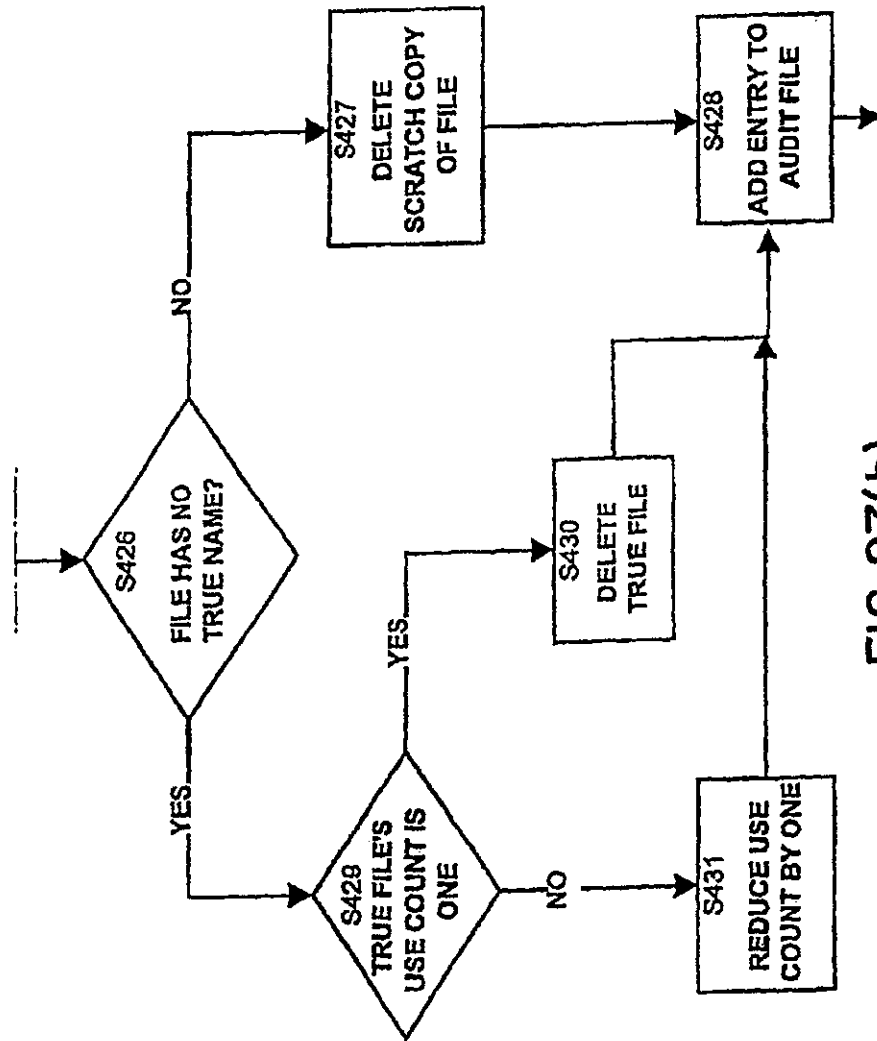 S426
FILE HAS NO
TRUE NAME?
YES
NO
S427
DELETE
SCRATCH COPY
OF FILE
S429
TRUE FILE'S
USE COUNT IS
ONE
YES
NO
S430
DELETE
TRUE FILE
S431
REDUCE USE
COUNT BY ONE
S428
ADD ENTRY TO
AUDIT FILE